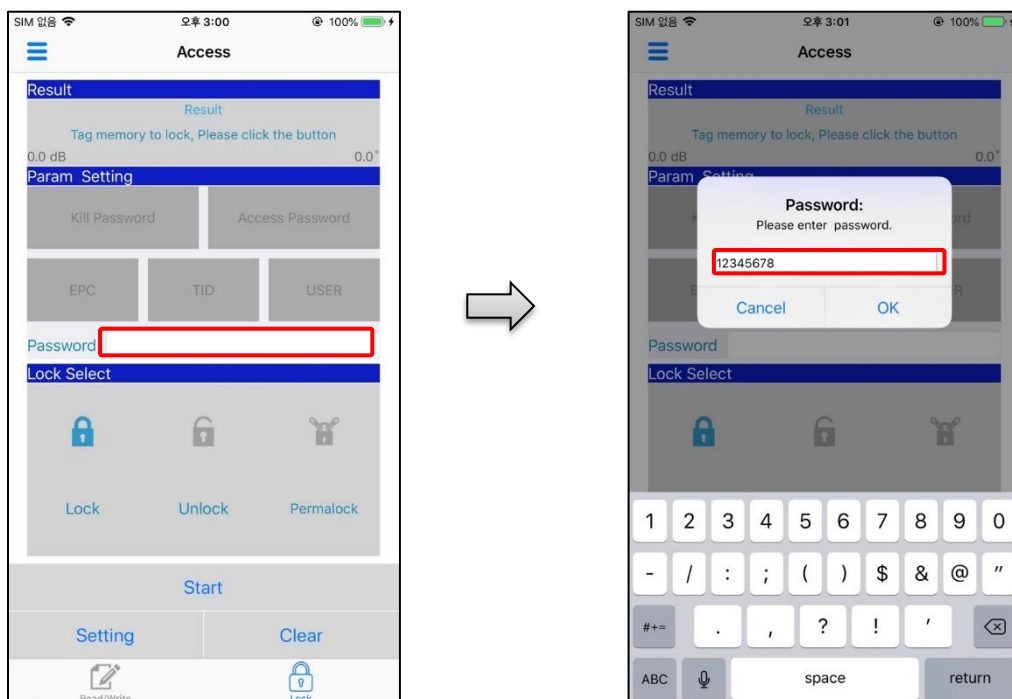 SIM 없음 오후 3:00 100%
Access
Result
Result
Tag memory to lock, Please click the button
0.0 dB 0.0°
Param Setting
Kill Password Access Password
EPC TID USER
Password
Lock Select
Lock Unlock Permalock
Start
Setting Clear
Read/Write Lock
SIM 없음 오후 3:01 100%
Access
Result
Result
Tag memory to lock, Please click the button
0.0 dB 0.0°
Param Setting
Password:
Please enter password.
12345678
Cancel OK
Password
Lock Select
1 2 3 4 5 6 7 8 9 0
- / : ; ( ) $ & @ "
#+= . , ? ! '
ABC space return